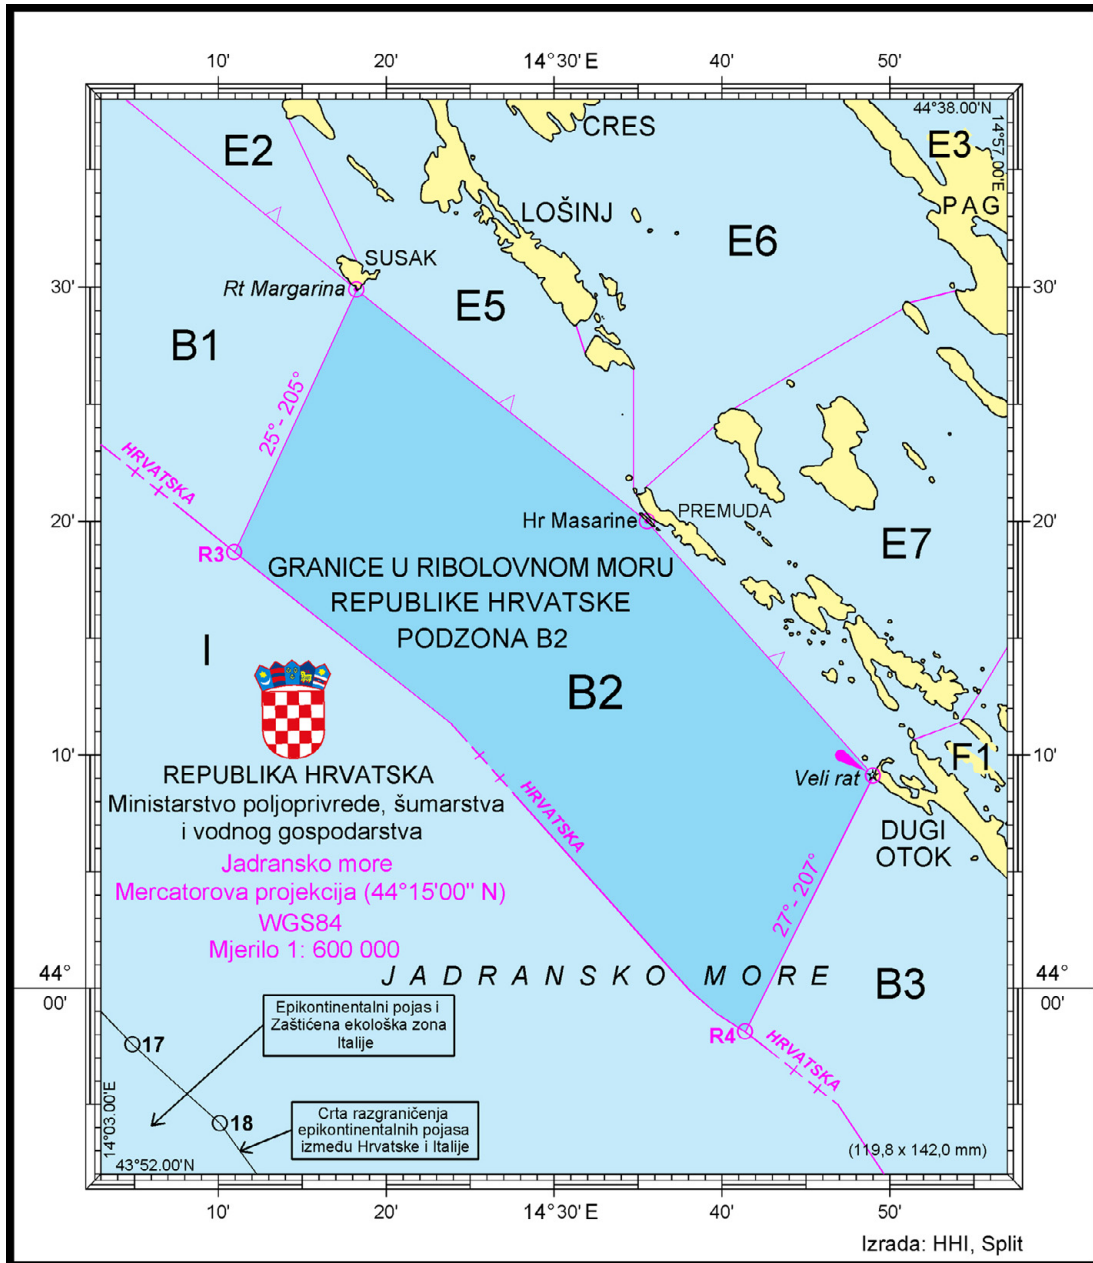 10'
20'
14°30'E
40'
50'
44°38.00'N
14°57.00'E
E2
CRES
E3
PAG
LOŠINJ
E6
SUSAK
30'
Rt Margarina
E5
30'
B1
25°- 205°
HRVATSKA
PREMUDA
20'
Hr Masarine
20'
E7
R3
GRANICE U RIBOLOVNOM MORU
REPUBLIKE HRVATSKE
PODZONA B2
I
B2
10'
10'
F1
REPUBLIKA HRVATSKA
Veli rat
Ministarstvo poljoprivrede, šumarstva
i vodnog gospodarstva
HRVATSKA
DUGI
OTOK
Jadransko more
Mercatorova projekcija (44°15'00" N)
WGS84
Mjerilo 1: 600 000
27°- 207°
44°
00'
JADRANSKO MORE
B3
44°
00'
Epikontinentalni pojas i
Zaštićena ekološka zona
Italije
R4
HRVATSKA
17
18
Crta razgraničenja
epikontinentalnih pojasa
između Hrvatske i Italije
14°03.00'E
43°52.00'N
(119,8 x 142,0 mm)
10'
20'
14°30'E
40'
50'
Izrada: HHI, Split